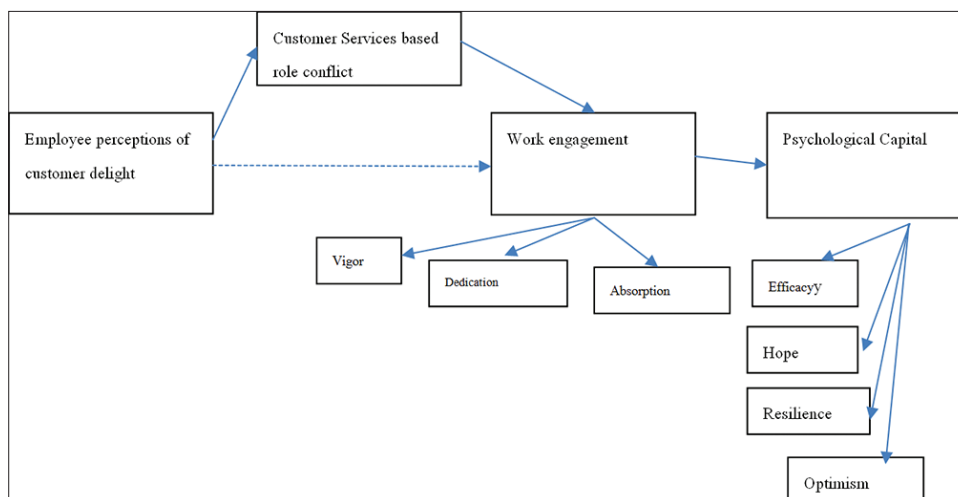 Customer Services based
role conflict
Employee perceptions of
customer delight
Work engagement
Psychological Capital
Vigor
Dedication
Absorption
Efficacyy
Hope
Resilience
Optimism